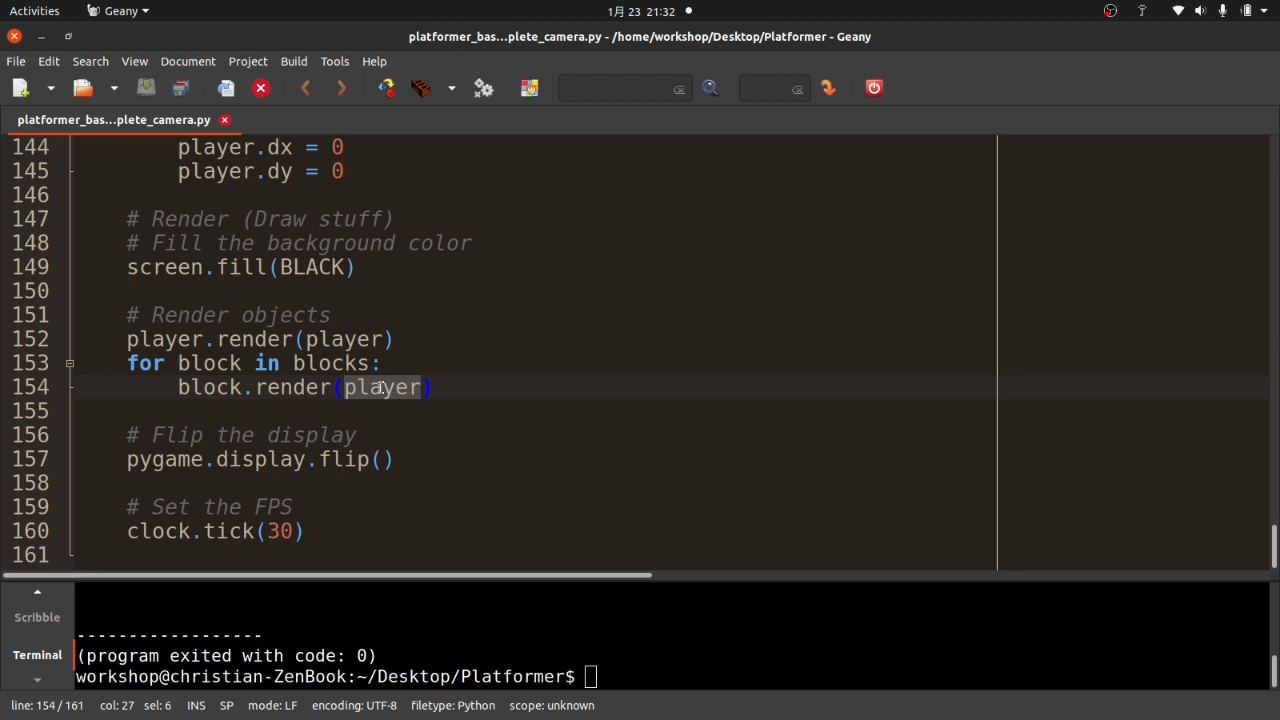 Activities Geany 1月 23 21:32
platformer_bas...plete_camera.py - /home/workshop/Desktop/Platformer - Geany
File Edit Search View Document Project Build Tools Help
platformer_bas...plete_camera.py
144 player.dx = 0
145 player.dy = 0
146
147 # Render (Draw stuff)
148 # Fill the background color
149 screen.fill(BLACK)
150
151 # Render objects
152 player.render(player)
153 for block in blocks:
154 block.render(player)
155
156 # Flip the display
157 pygame.display.flip()
158
159 # Set the FPS
160 clock.tick(30)
161
Scribble
Terminal
------------------
(program exited with code: 0)
workshop@christian-ZenBook:~/Desktop/Platformer$
line: 154 / 161 col: 27 sel: 6 INS SP mode: LF encoding: UTF-8 filetype: Python scope: unknown